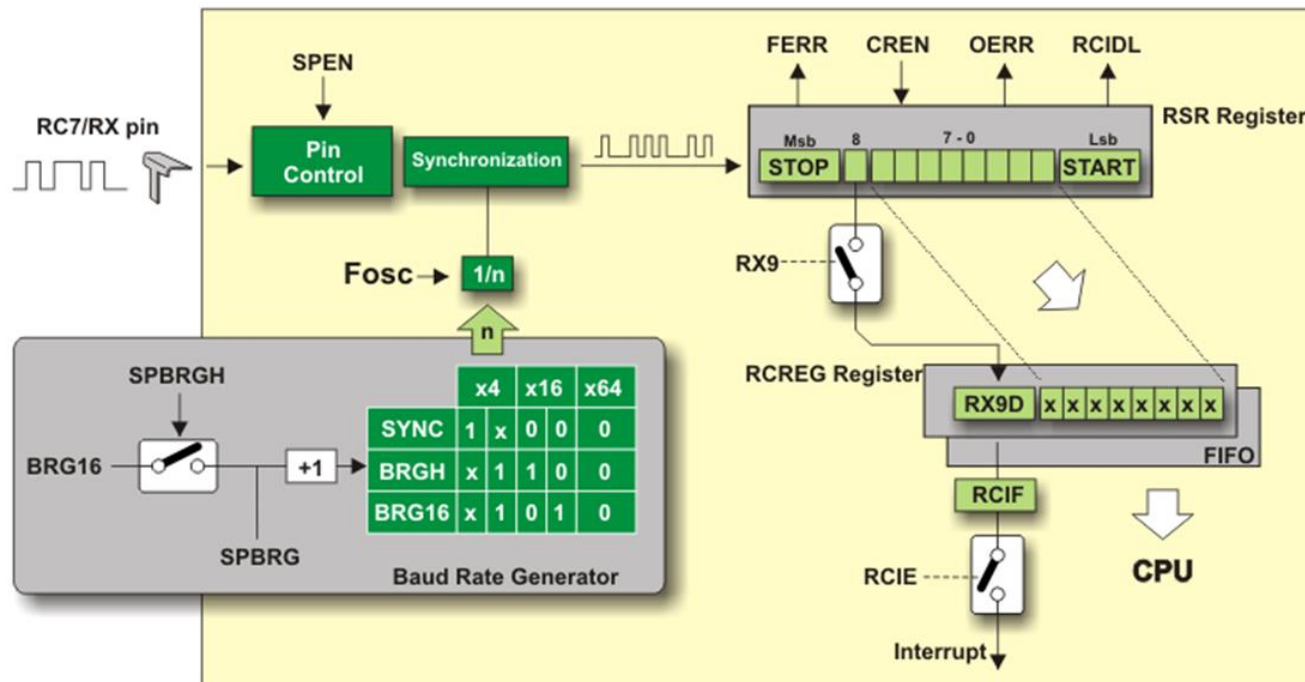 FERR CREN OERR RCIDL
SPEN
RSR Register
RC7/RX pin
Pin
Control
Synchronization
Msb 8 7 - 0 Lsb
STOP START
RX9
Fosc 1/n
n
SPBRGH
x4 x16 x64
SYNC 1 x 0 0 0
BRG16 +1 BRGH x 1 1 0 0
BRG16 x 1 0 1 0
SPBRG
Baud Rate Generator
RCREG Register
RX9D x x x x x x x x
FIFO
RCIF
RCIE
CPU
Interrupt